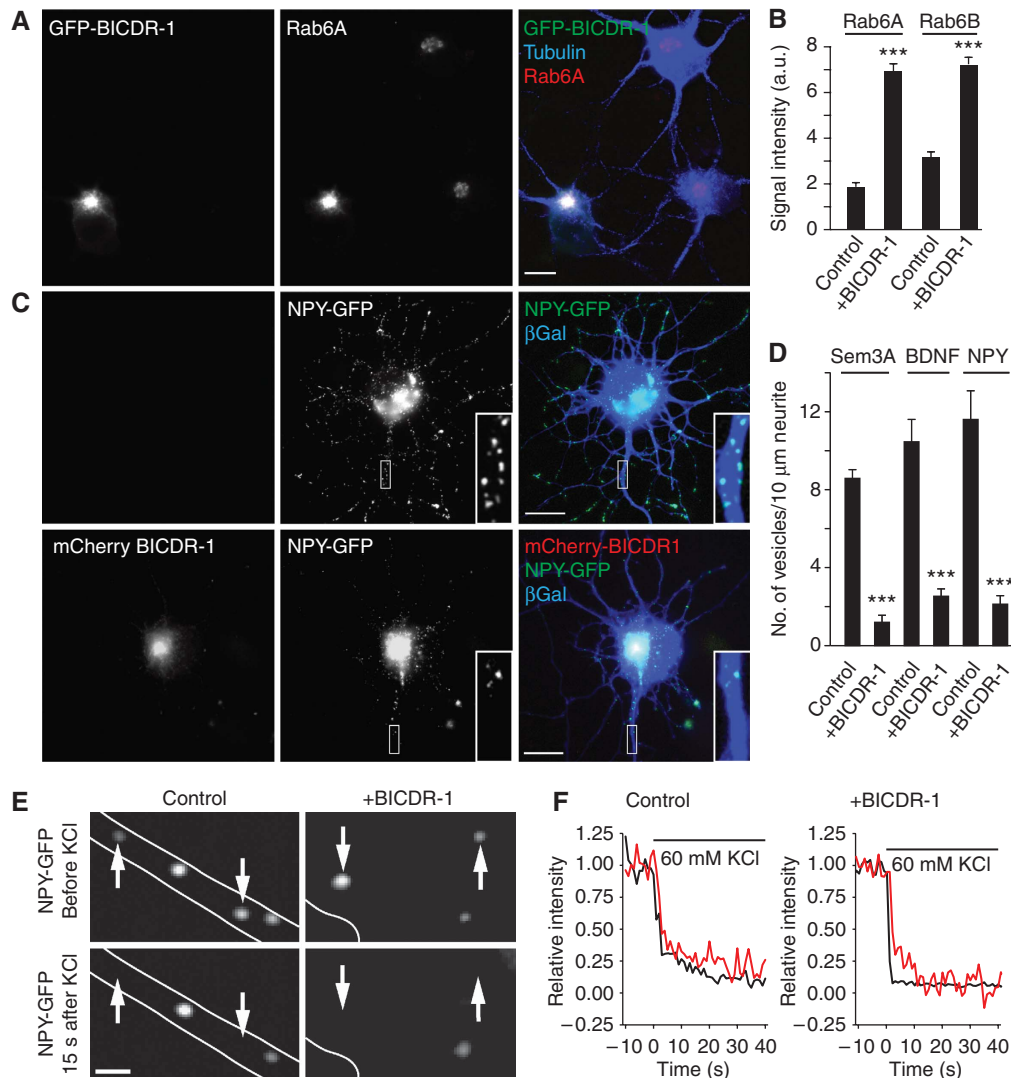 A
GFP-BICDR-1
Rab6A
GFP-BICDR-1
Tubulin
Rab6A
B
Rab6A Rab6B
*** ***
Signal intensity (a.u.)
8
6
4
2
0
Control
+BICDR-1
Control
+BICDR-1
C
NPY-GFP
NPY-GFP
βGal
mCherry BICDR-1
NPY-GFP
mCherry-BICDR1
NPY-GFP
βGal
D
Sem3A BDNF NPY
No. of vesicles/10 μm neurite
12
8
4
0
*** *** ***
Control
+BICDR-1
Control
+BICDR-1
Control
+BICDR-1
E
Control
+BICDR-1
NPY-GFP
Before KCl
NPY-GFP
15 s after KCl
F
Control
+BICDR-1
Relative intensity
1.25
1.00
0.75
0.50
0.25
0.00
−0.25
60 mM KCl
−10 0 10 20 30 40
Time (s)
Relative intensity
1.25
1.00
0.75
0.50
0.25
0.00
−0.25
60 mM KCl
−10 0 10 20 30 40
Time (s)